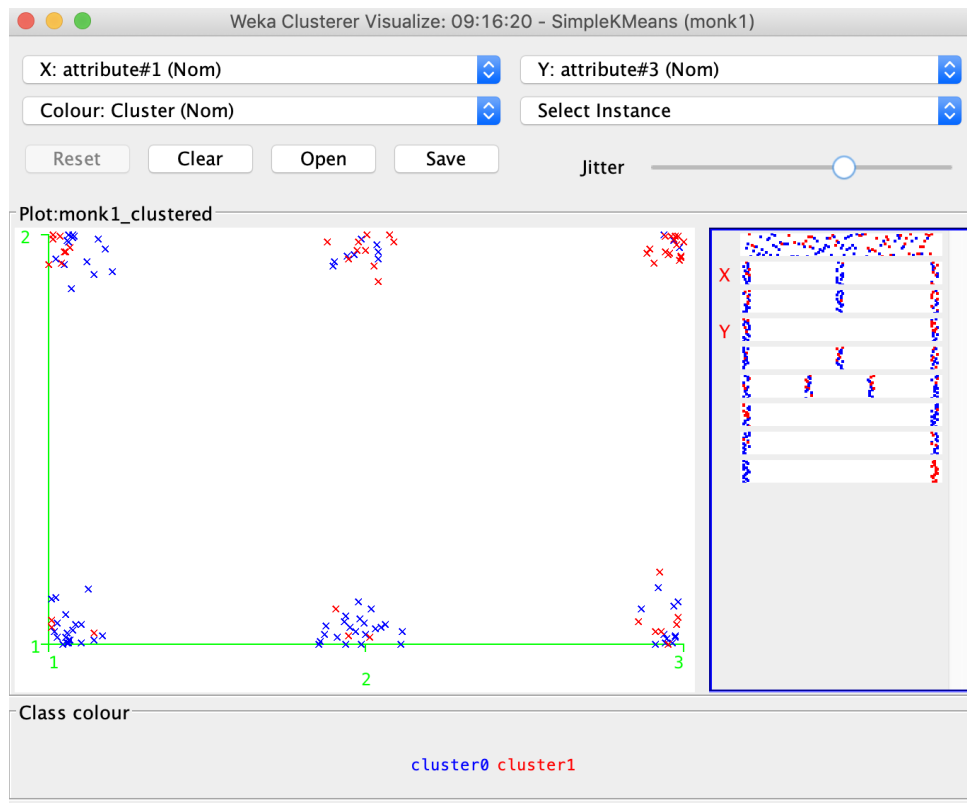 Weka Clusterer Visualize: 09:16:20 - SimpleKMeans (monk1)
X: attribute#1 (Nom) Y: attribute#3 (Nom)
Colour: Cluster (Nom) Select Instance
Reset Clear Open Save Jitter
Plot:monk1_clustered
2
X
Y
1
1 2 3
Class colour
cluster0 cluster1